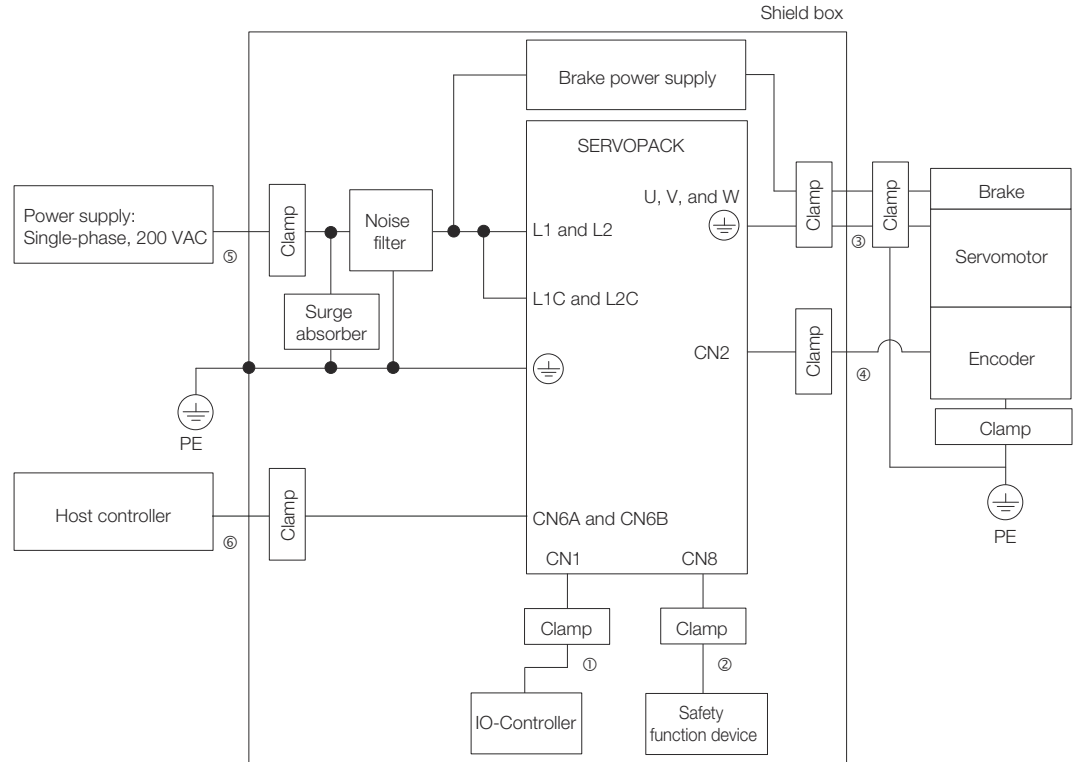 Shield box
Brake power supply
SERVOPACK
U, V, and W
Power supply:
Single-phase, 200 VAC
⑤
Clamp
Noise
filter
L1 and L2
L1C and L2C
Surge
absorber
PE
Clamp
③
Clamp
Brake
Servomotor
CN2
Clamp
④
Encoder
Clamp
PE
Host controller
⑥
Clamp
CN6A and CN6B
CN1
CN8
Clamp
①
Clamp
②
IO-Controller
Safety
function device